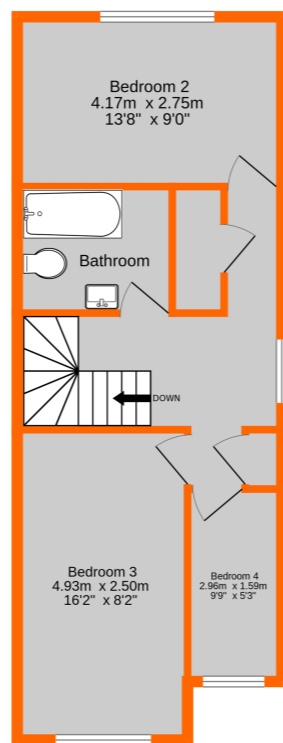 Bedroom 2
4.17m x 2.75m
13'8" x 9'0"
Bathroom
DOWN
Bedroom 3
4.93m x 2.50m
16'2" x 8'2"
Bedroom 4
2.96m x 1.59m
9'9" x 5'3"